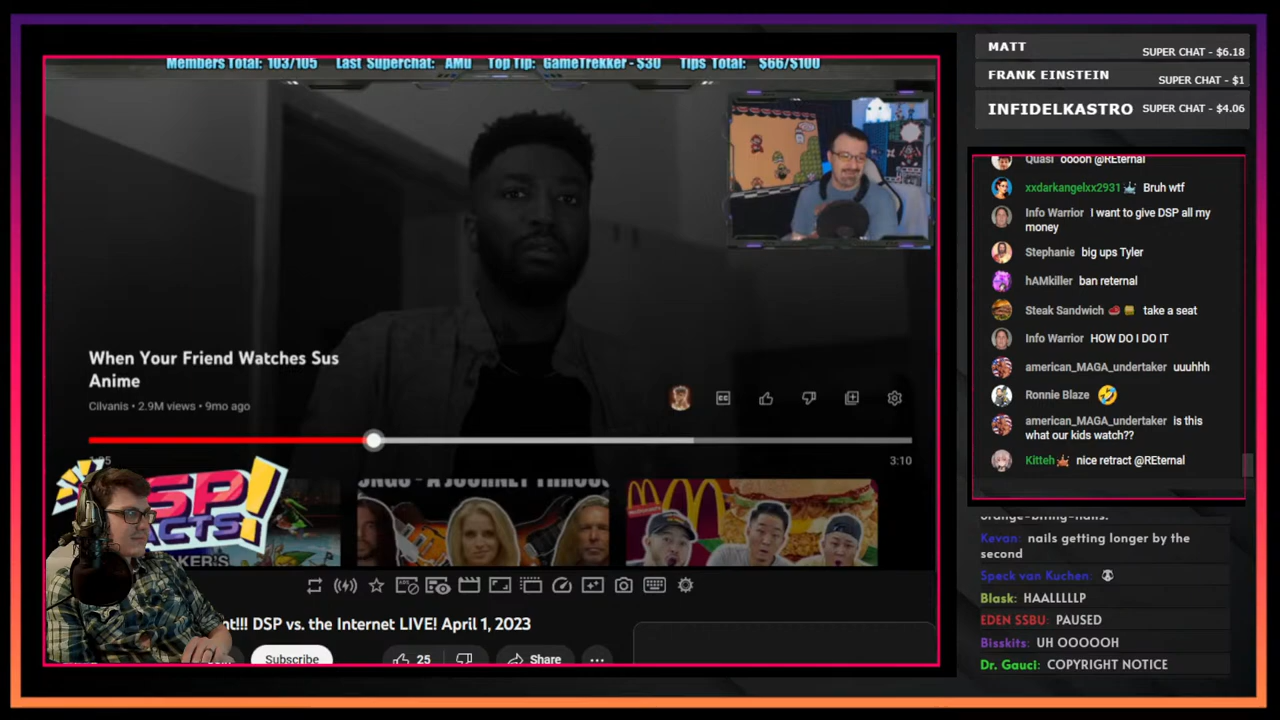 Members Total: 103/105 Last Superchat: AMU Top Tip: GameTrekker - $30 Tips Total: $66/$100
When Your Friend Watches Sus
Anime
Cilvanis • 2.9M views • 9mo ago
3:10
SP
ACTS!
McDonald's
DSP vs. the Internet LIVE! April 1, 2023
Subscribe
25
Share
MATT SUPER CHAT - $6.18
FRANK EINSTEIN SUPER CHAT - $1
INFIDELKASTRO SUPER CHAT - $4.06
Quasi ooooh @REternal
xxdarkangelxx2931 Bruh wtf
Info Warrior I want to give DSP all my
money
Stephanie big ups Tyler
hAMkiller ban reternal
Steak Sandwich take a seat
Info Warrior HOW DO I DO IT
american_MAGA_undertaker uuuhhh
Ronnie Blaze
american_MAGA_undertaker is this
what our kids watch??
Kitteh nice retract @REternal
orange-biting-nails:
Kevan: nails getting longer by the
second
Speck van Kuchen:
Blask: HAALLLLLP
EDEN SSBU: PAUSED
Bisskits: UH OOOOOH
Dr. Gauci: COPYRIGHT NOTICE